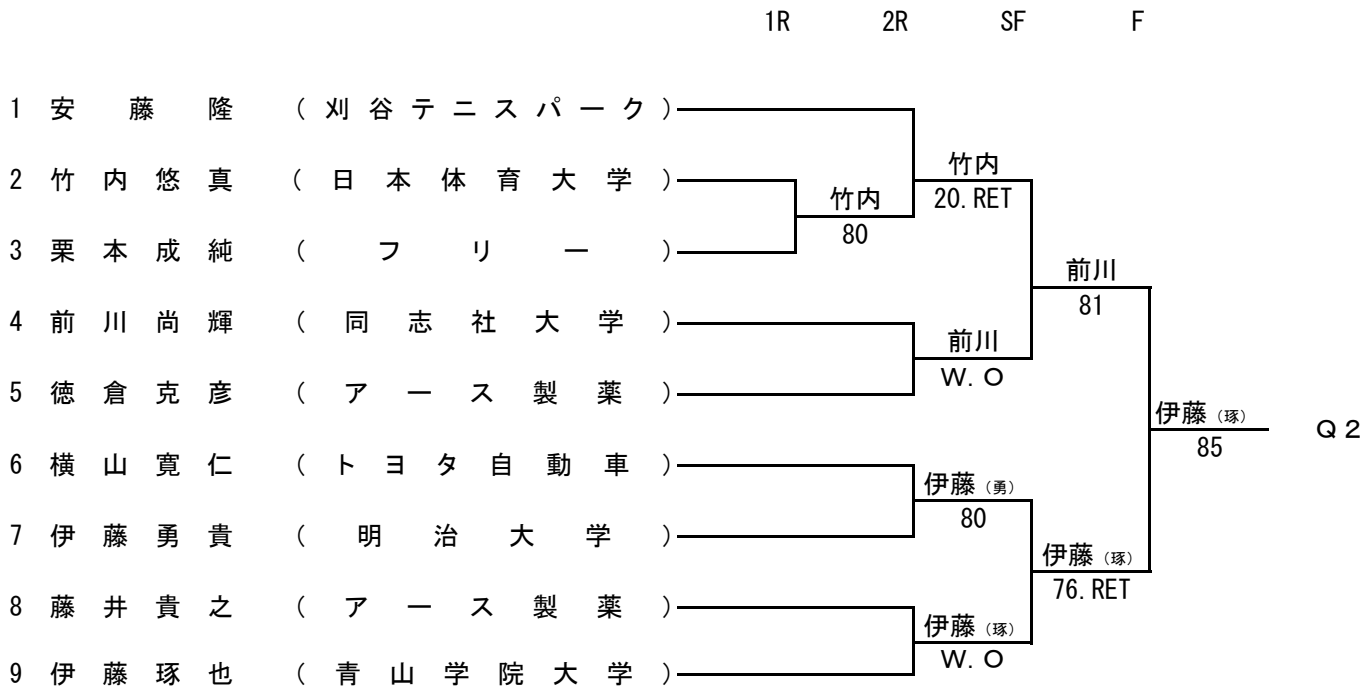 1R 2R SF F
1 安藤隆 (刈谷テニスパーク)
竹内
2 竹内悠真 (日本体育大学)
20.RET
竹内
80
3 栗本成純 (フリー)
前川
81
4 前川尚輝 (同志社大学)
前川
W.O
5 徳倉克彦 (アース製薬)
伊藤(琢)
85
Q2
6 横山寛仁 (トヨタ自動車)
伊藤(勇)
80
7 伊藤勇貴 (明治大学)
伊藤(琢)
76.RET
8 藤井貴之 (アース製薬)
伊藤(琢)
W.O
9 伊藤琢也 (青山学院大学)